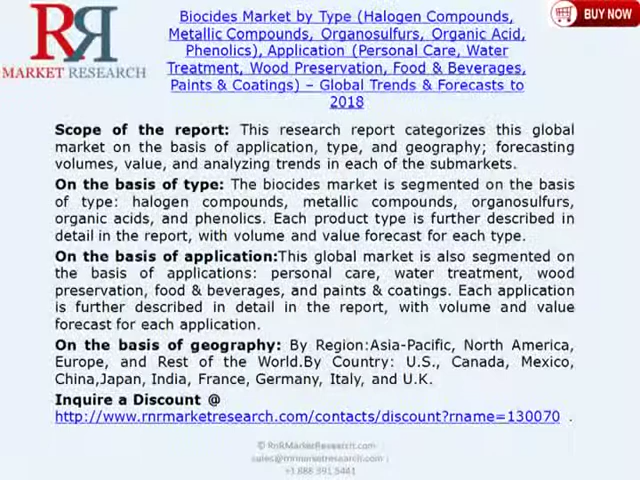 RR
MARKET RESEARCH
BUY NOW
Biocides Market by Type (Halogen Compounds,
Metallic Compounds, Organosulfurs, Organic Acid,
Phenolics), Application (Personal Care, Water
Treatment, Wood Preservation, Food & Beverages,
Paints & Coatings) – Global Trends & Forecasts to
2018
Scope of the report: This research report categorizes this global
market on the basis of application, type, and geography; forecasting
volumes, value, and analyzing trends in each of the submarkets.
On the basis of type: The biocides market is segmented on the basis
of type: halogen compounds, metallic compounds, organosulfurs,
organic acids, and phenolics. Each product type is further described in
detail in the report, with volume and value forecast for each type.
On the basis of application:This global market is also segmented on
the basis of applications: personal care, water treatment, wood
preservation, food & beverages, and paints & coatings. Each application
is further described in detail in the report, with volume and value
forecast for each application.
On the basis of geography: By Region:Asia-Pacific, North America,
Europe, and Rest of the World.By Country: U.S., Canada, Mexico,
China,Japan, India, France, Germany, Italy, and U.K.
Inquire a Discount @
http://www.rnrmarketresearch.com/contacts/discount?rname=130070 .
© RnRMarketResearch.com ;
sales@rnrmarketresearch.com ;
+1 888 391 5441